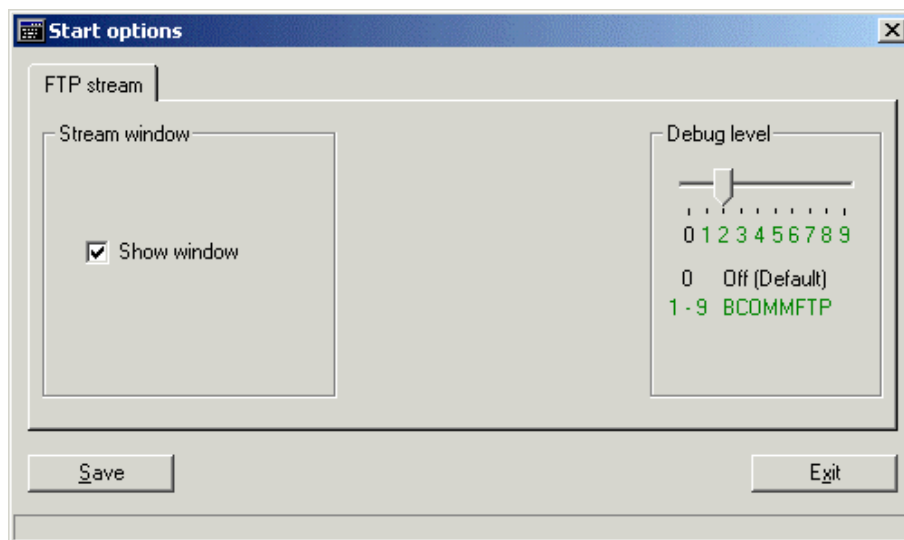 Start options
FTP stream
Stream window
Show window
Debug level
0 1 2 3 4 5 6 7 8 9
0 Off (Default)
1 - 9 BCOMMFTP
Save
Exit